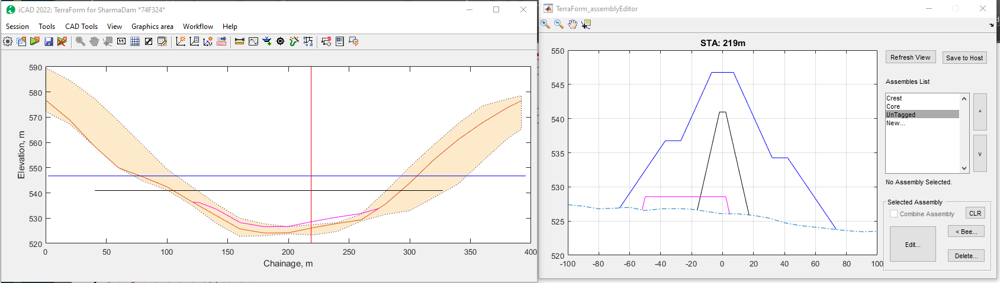 iCAD 2022: TerraForm for SharmaDam *74F324*
Session Tools CAD Tools View Graphics area Workflow Help
1:1
590
580
570
560
550
540
530
520
Elevation, m
0 50 100 150 200 250 300 350 400
Chainage, m
TerraForm_assemblyEditor
STA: 219m
550
545
540
535
530
525
520
-100 -80 -60 -40 -20 0 20 40 60 80 100
Refresh View Save to Host
Assembles List
Crest
Core
UnTagged
New...
^
v
No Assembly Selected.
Selected Assembly
Combine Assembly CLR
Edit... < Bee...
Delete...